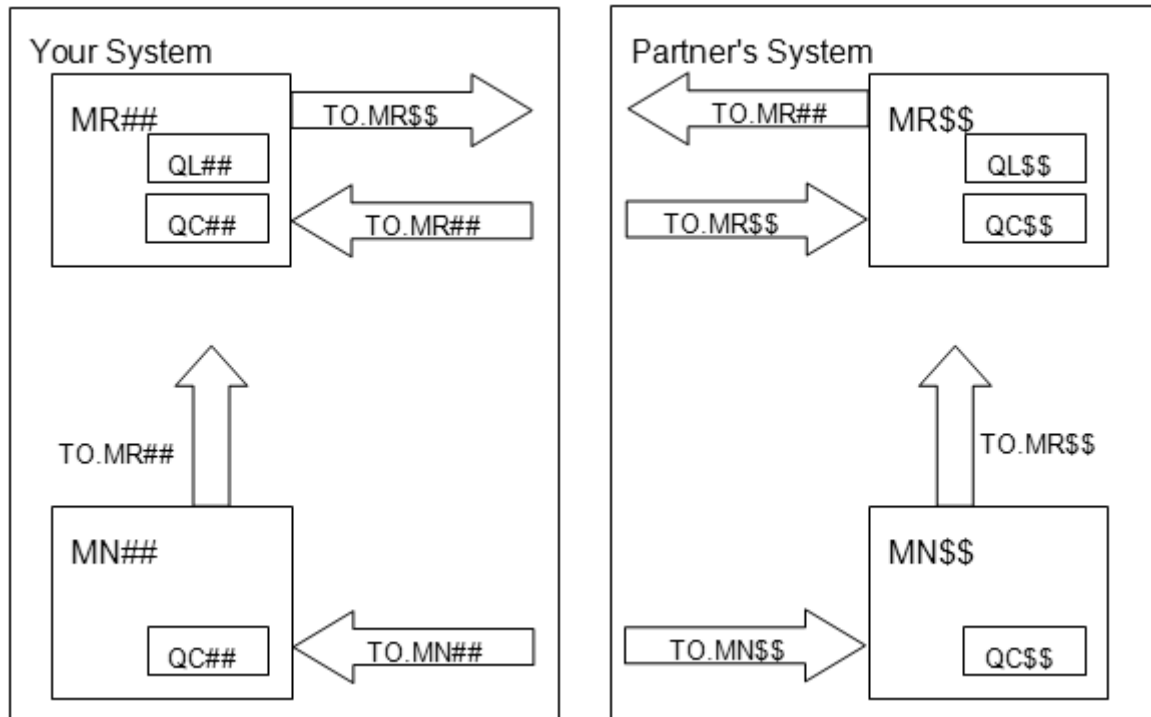 Your System
MR##
QL##
QC##
TO.MR$$
TO.MR##
TO.MR##
MN##
QC##
TO.MN##
Partner's System
TO.MR##
MR$$
QL$$
QC$$
TO.MR$$
TO.MR$$
MN$$
QC$$
TO.MN$$